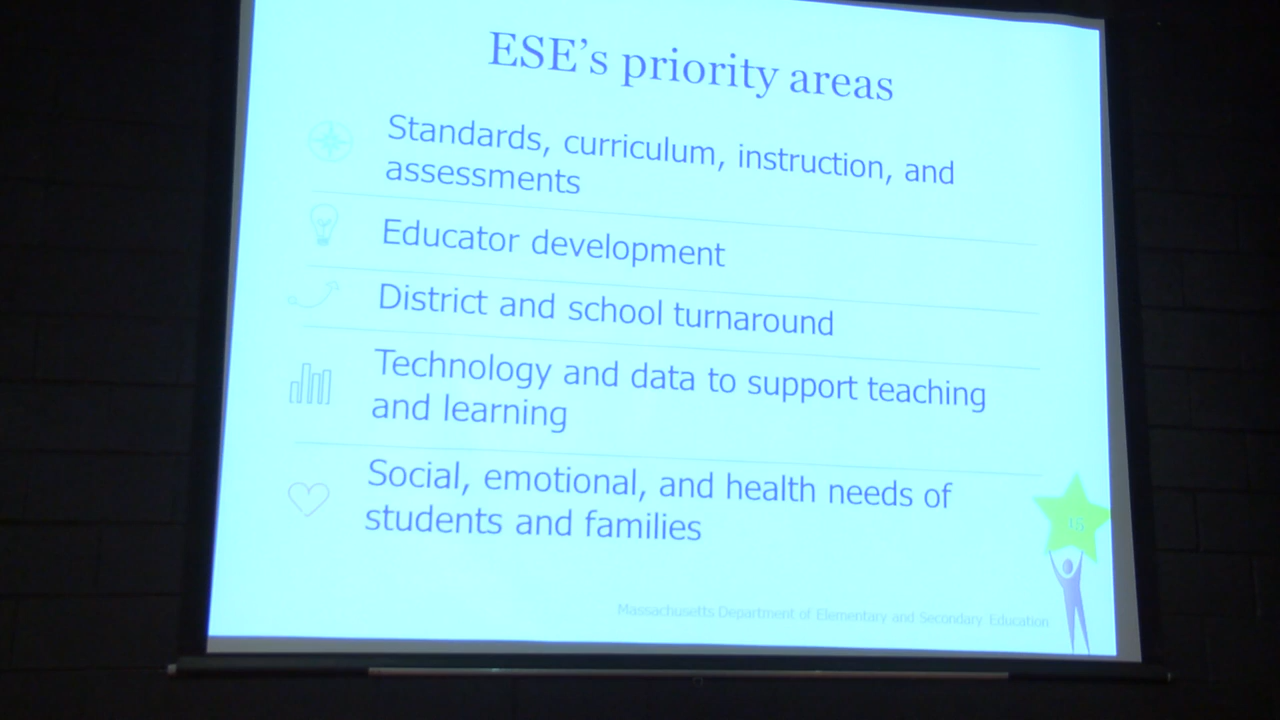 ESE's priority areas
Standards, curriculum, instruction, and
assessments
Educator development
District and school turnaround
Technology and data to support teaching
and learning
Social, emotional, and health needs of
students and families
15
Massachusetts Department of Elementary and Secondary Education